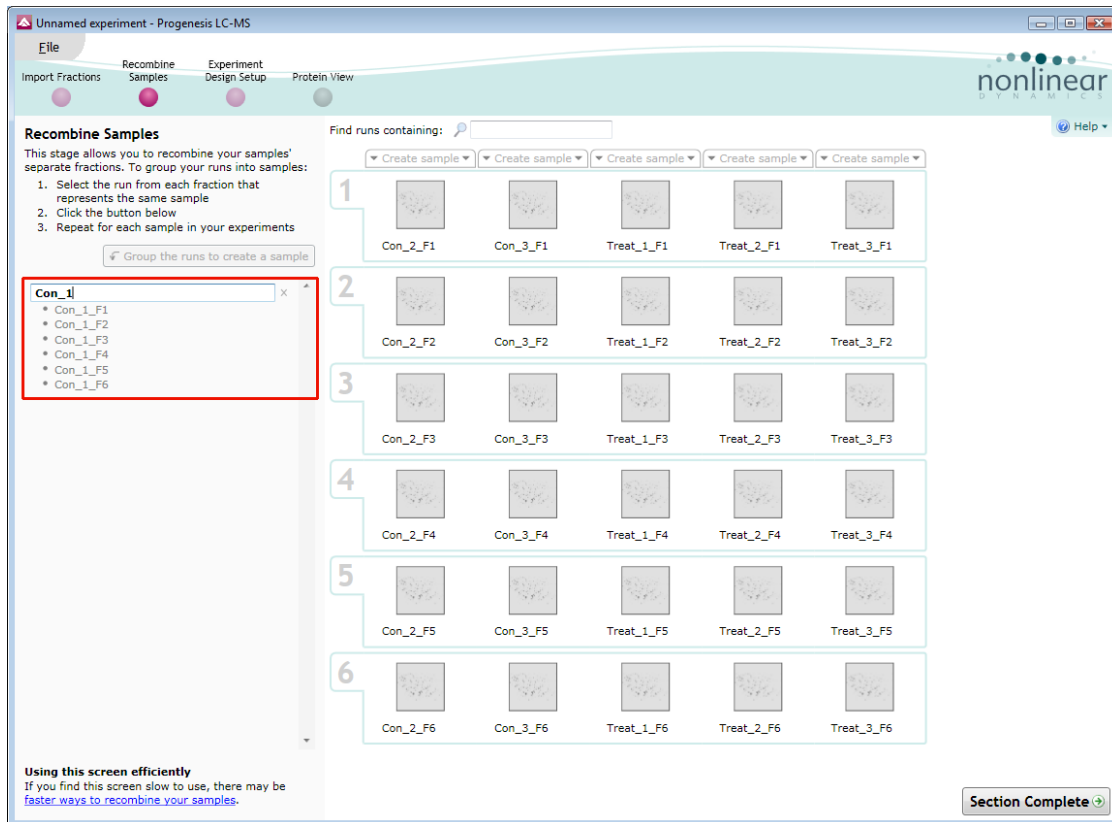 Unnamed experiment - Progenesis LC-MS
File
Import Fractions
Recombine
Samples
Experiment
Design Setup
Protein View
nonlinear
DYNAMICS
Help
Recombine Samples
This stage allows you to recombine your samples'
separate fractions. To group your runs into samples:
1. Select the run from each fraction that
represents the same sample
2. Click the button below
3. Repeat for each sample in your experiments
Group the runs to create a sample
Con_1
x
• Con_1_F1
• Con_1_F2
• Con_1_F3
• Con_1_F4
• Con_1_F5
• Con_1_F6
Using this screen efficiently
If you find this screen slow to use, there may be
faster ways to recombine your samples.
Find runs containing:
Create sample Create sample Create sample Create sample Create sample
1
Con_2_F1 Con_3_F1 Treat_1_F1 Treat_2_F1 Treat_3_F1
2
Con_2_F2 Con_3_F2 Treat_1_F2 Treat_2_F2 Treat_3_F2
3
Con_2_F3 Con_3_F3 Treat_1_F3 Treat_2_F3 Treat_3_F3
4
Con_2_F4 Con_3_F4 Treat_1_F4 Treat_2_F4 Treat_3_F4
5
Con_2_F5 Con_3_F5 Treat_1_F5 Treat_2_F5 Treat_3_F5
6
Con_2_F6 Con_3_F6 Treat_1_F6 Treat_2_F6 Treat_3_F6
Section Complete